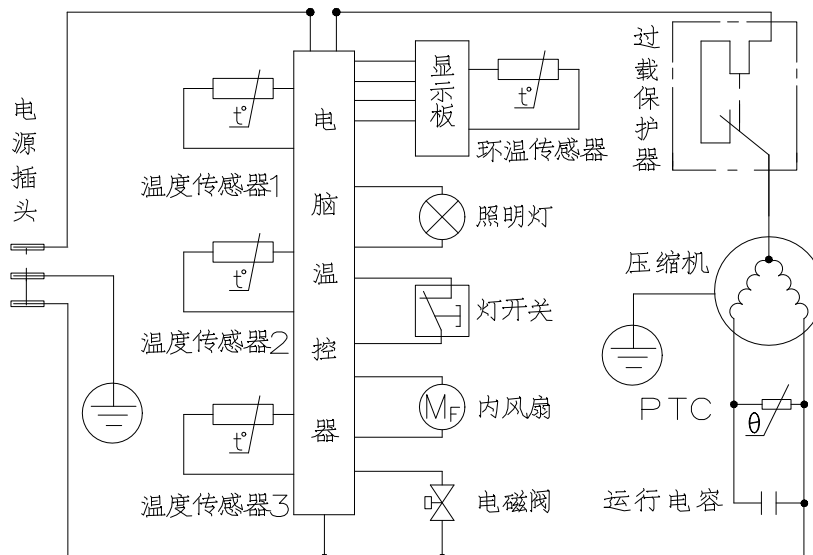 电源插头
t°
温度传感器1
t°
温度传感器2
t°
温度传感器3
电脑温控器
显示板
t°
环温传感器
照明灯
灯开关
MF
内风扇
电磁阀
过载保护器
压缩机
PTC
θ
运行电容